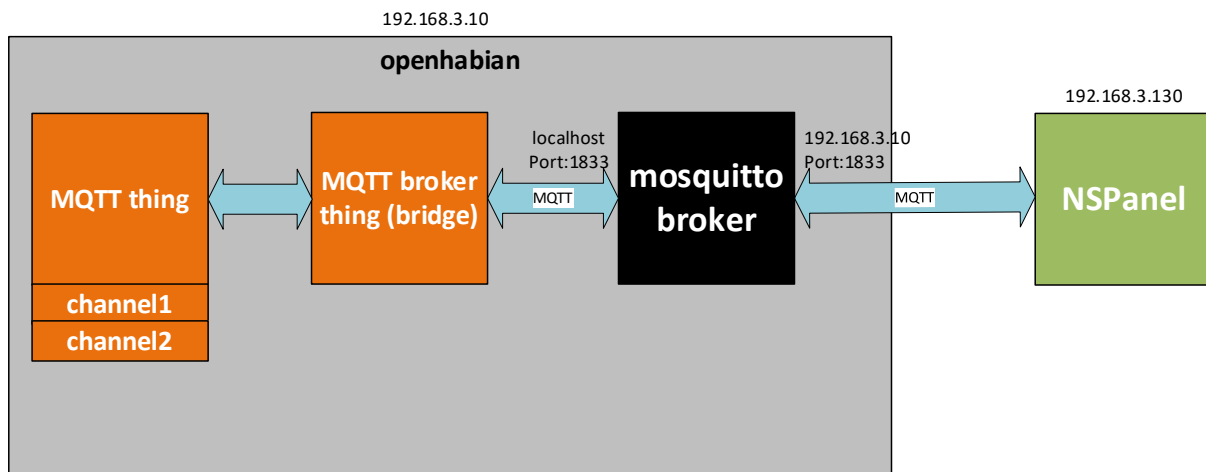 192.168.3.10
openhabian
192.168.3.130
MQTT thing
channel1
channel2
MQTT broker
thing (bridge)
localhost
Port:1833
MQTT
mosquitto
broker
192.168.3.10
Port:1833
MQTT
NSPanel